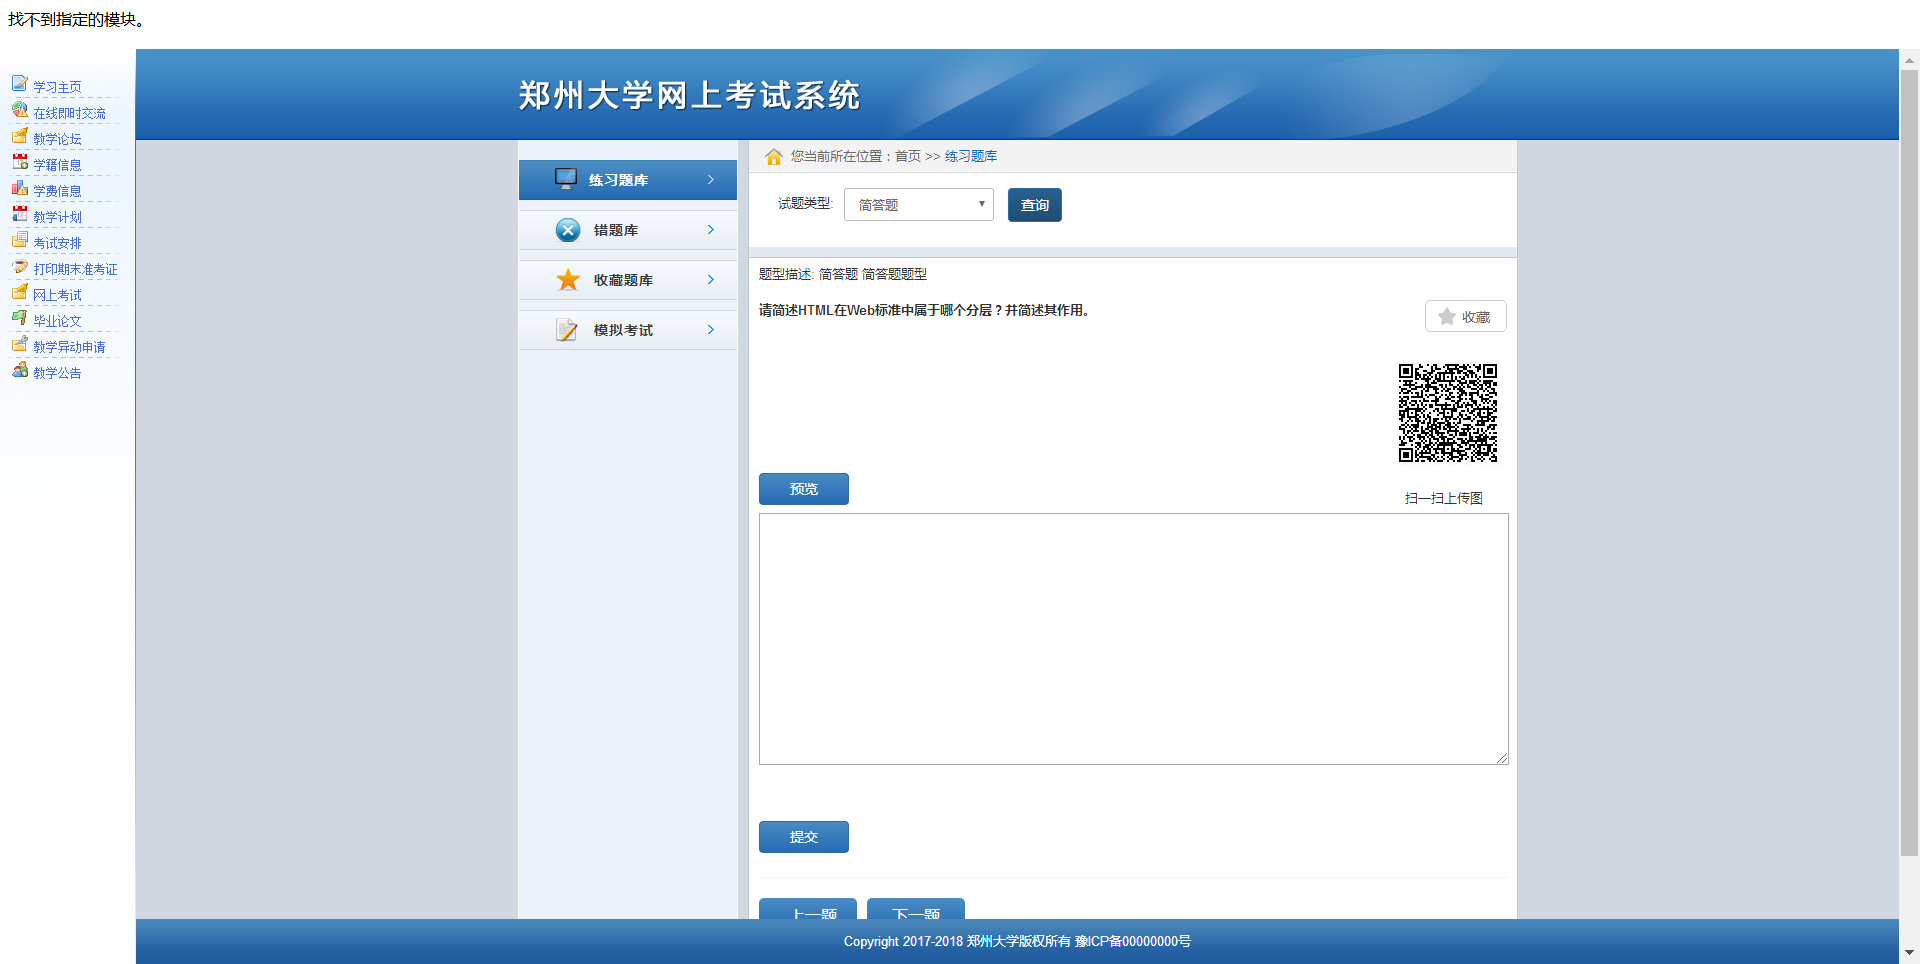 找不到指定的模块。
学习主页
在线即时交流
教学论坛
学籍信息
学费信息
教学计划
考试安排
打印期末准考证
网上考试
毕业论文
教学异动申请
教学公告
郑州大学网上考试系统
练习题库
错题库
收藏题库
模拟考试
您当前所在位置：首页 >> 练习题库
试题类型: 简答题 查询
题型描述: 简答题 简答题题型
请简述HTML在Web标准中属于哪个分层？并简述其作用。
收藏
预览
扫一扫上传图
提交
上一题 下一题
Copyright 2017-2018 郑州大学版权所有 豫ICP备00000000号